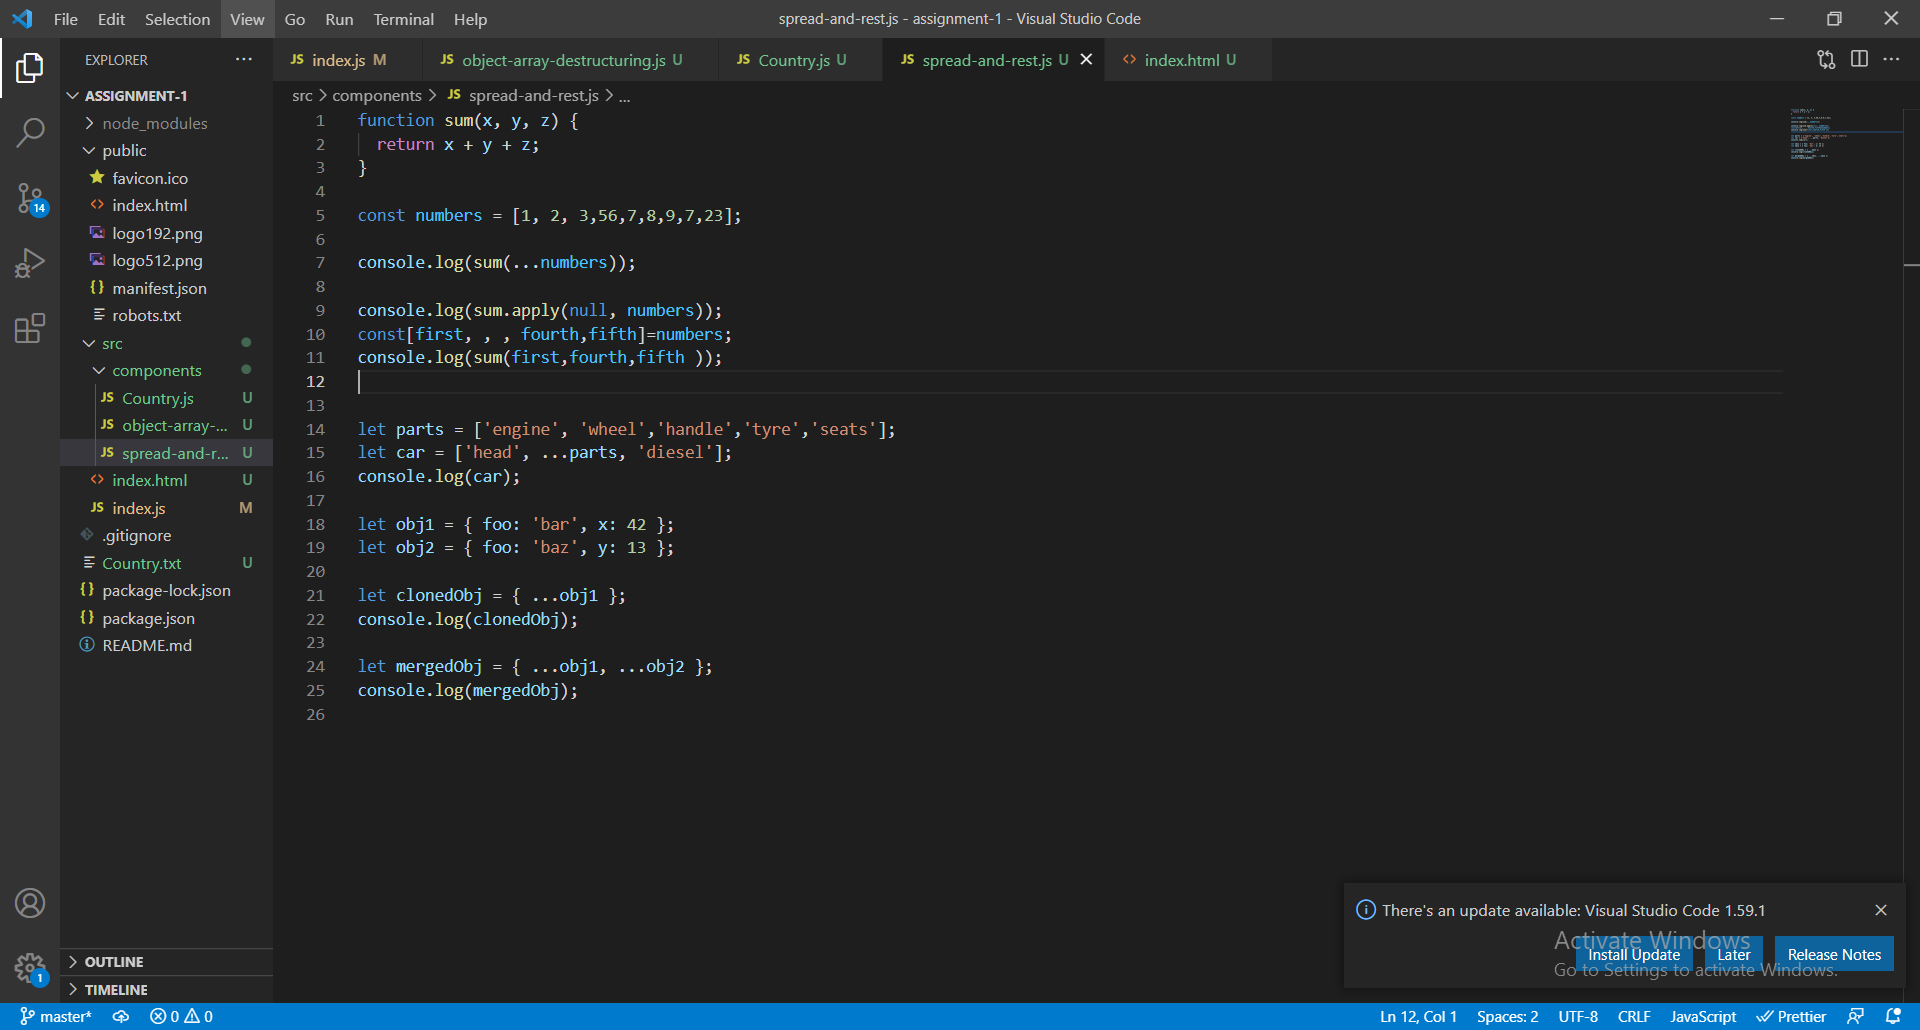 File Edit Selection View Go Run Terminal Help
spread-and-rest.js - assignment-1 - Visual Studio Code
EXPLORER
JS index.js M
JS object-array-destructuring.js U
JS Country.js U
JS spread-and-rest.js U
<> index.html U
src > components > JS spread-and-rest.js > ...
ASSIGNMENT-1
node_modules
public
favicon.ico
<> index.html
logo192.png
logo512.png
{} manifest.json
robots.txt
src
components
JS Country.js U
JS object-array-... U
JS spread-and-r... U
<> index.html U
JS index.js M
.gitignore
Country.txt U
{} package-lock.json
{} package.json
README.md
OUTLINE
TIMELINE
14
1
1 function sum(x, y, z) {
2 return x + y + z;
3 }
4
5 const numbers = [1, 2, 3,56,7,8,9,7,23];
6
7 console.log(sum(...numbers));
8
9 console.log(sum.apply(null, numbers));
10 const[first, , , fourth,fifth]=numbers;
11 console.log(sum(first,fourth,fifth ));
12
13
14 let parts = ['engine', 'wheel','handle','tyre','seats'];
15 let car = ['head', ...parts, 'diesel'];
16 console.log(car);
17
18 let obj1 = { foo: 'bar', x: 42 };
19 let obj2 = { foo: 'baz', y: 13 };
20
21 let clonedObj = { ...obj1 };
22 console.log(clonedObj);
23
24 let mergedObj = { ...obj1, ...obj2 };
25 console.log(mergedObj);
26
There's an update available: Visual Studio Code 1.59.1
Install Update Later Release Notes
Activate Windows
Go to Settings to activate Windows.
master* 0 0
Ln 12, Col 1 Spaces: 2 UTF-8 CRLF JavaScript Prettier